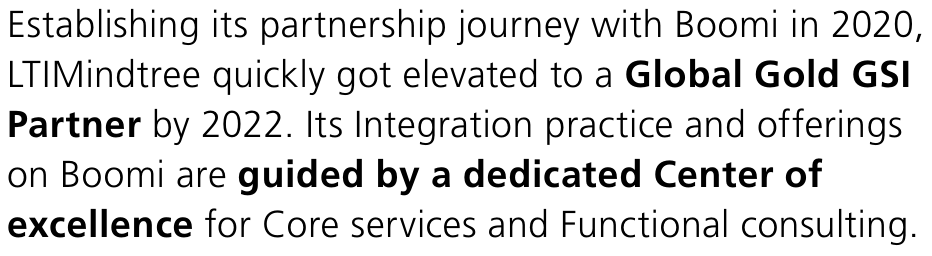 Establishing its partnership journey with Boomi in 2020,
LTIMindtree quickly got elevated to a Global Gold GSI
Partner by 2022. Its Integration practice and offerings
on Boomi are guided by a dedicated Center of
excellence for Core services and Functional consulting.